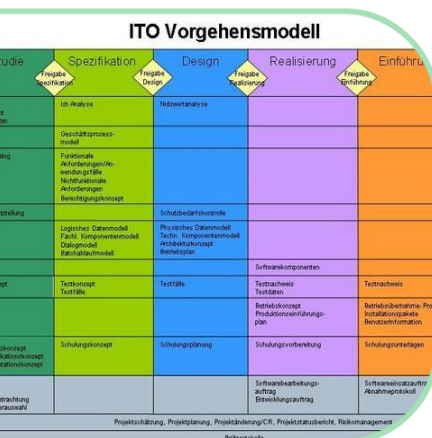 ITO Vorgehensmodell
udie
Spezifikation
Design
Realisierung
Einführu
Freigabe
Spezifikation
Freigabe
Design
Freigabe
Realisierung
Freigabe
Einführung
Ist-Analyse
Nutzwertanalyse
Geschäftsprozess-
modell
Funktionale
Anforderungen/An-
wendungsfälle
Nichtfunktionale
Anforderungen
Berechtigungskonzept
Schutzbedarfskontrolle
Logisches Datenmodell
Fachl. Komponentenmodell
Dialogmodell
Batchablaufmodell
Physisches Datenmodell
Techn. Komponentenmodell
Architekturkonzept
Betriebsplan
Softwarekomponenten
Testkonzept
Testfälle
Testfälle
Testnachweis
Testdaten
Testnachweis
Betriebskonzept
Produktionseinführungs-
plan
Betriebsübernahme-Pro
Installationspakete
Benutzerinformation
Schulungskonzept
Schulungsplanung
Schulungsvorbereitung
Schulungsunterlagen
Softwarebearbeitungs-
auftrag
Entwicklungsauftrag
Softwareeinsatzauftr
Abnahmeprotokoll
Projektschätzung, Projektplanung, Projektänderung/CR, Projektstatusbericht, Risikomanagement